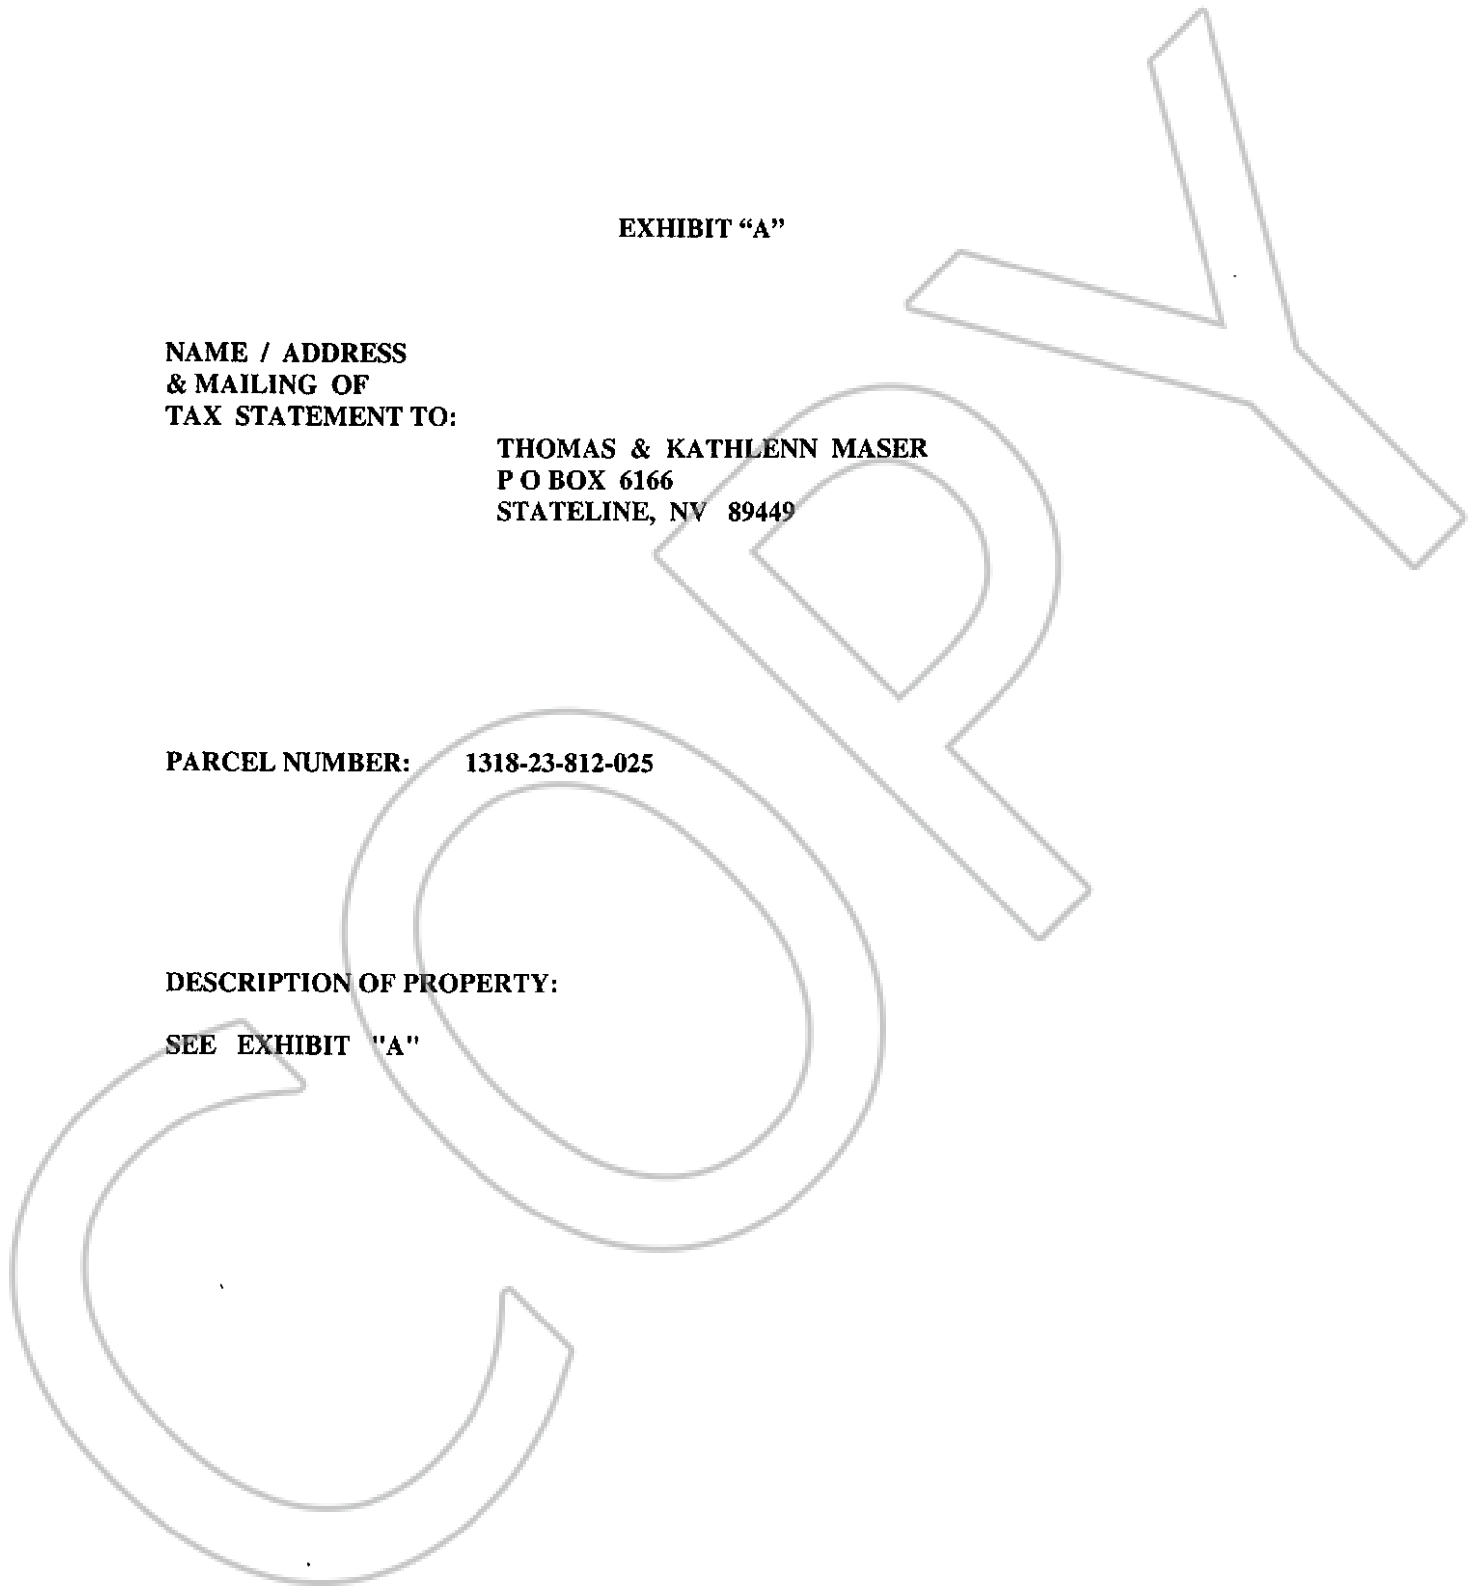 EXHIBIT “A”
NAME / ADDRESS
& MAILING OF
TAX STATEMENT TO:
THOMAS & KATHLENN MASER
P O BOX 6166
STATELINE, NV 89449
PARCEL NUMBER: 1318-23-812-025
DESCRIPTION OF PROPERTY:
SEE EXHIBIT "A"
COPY